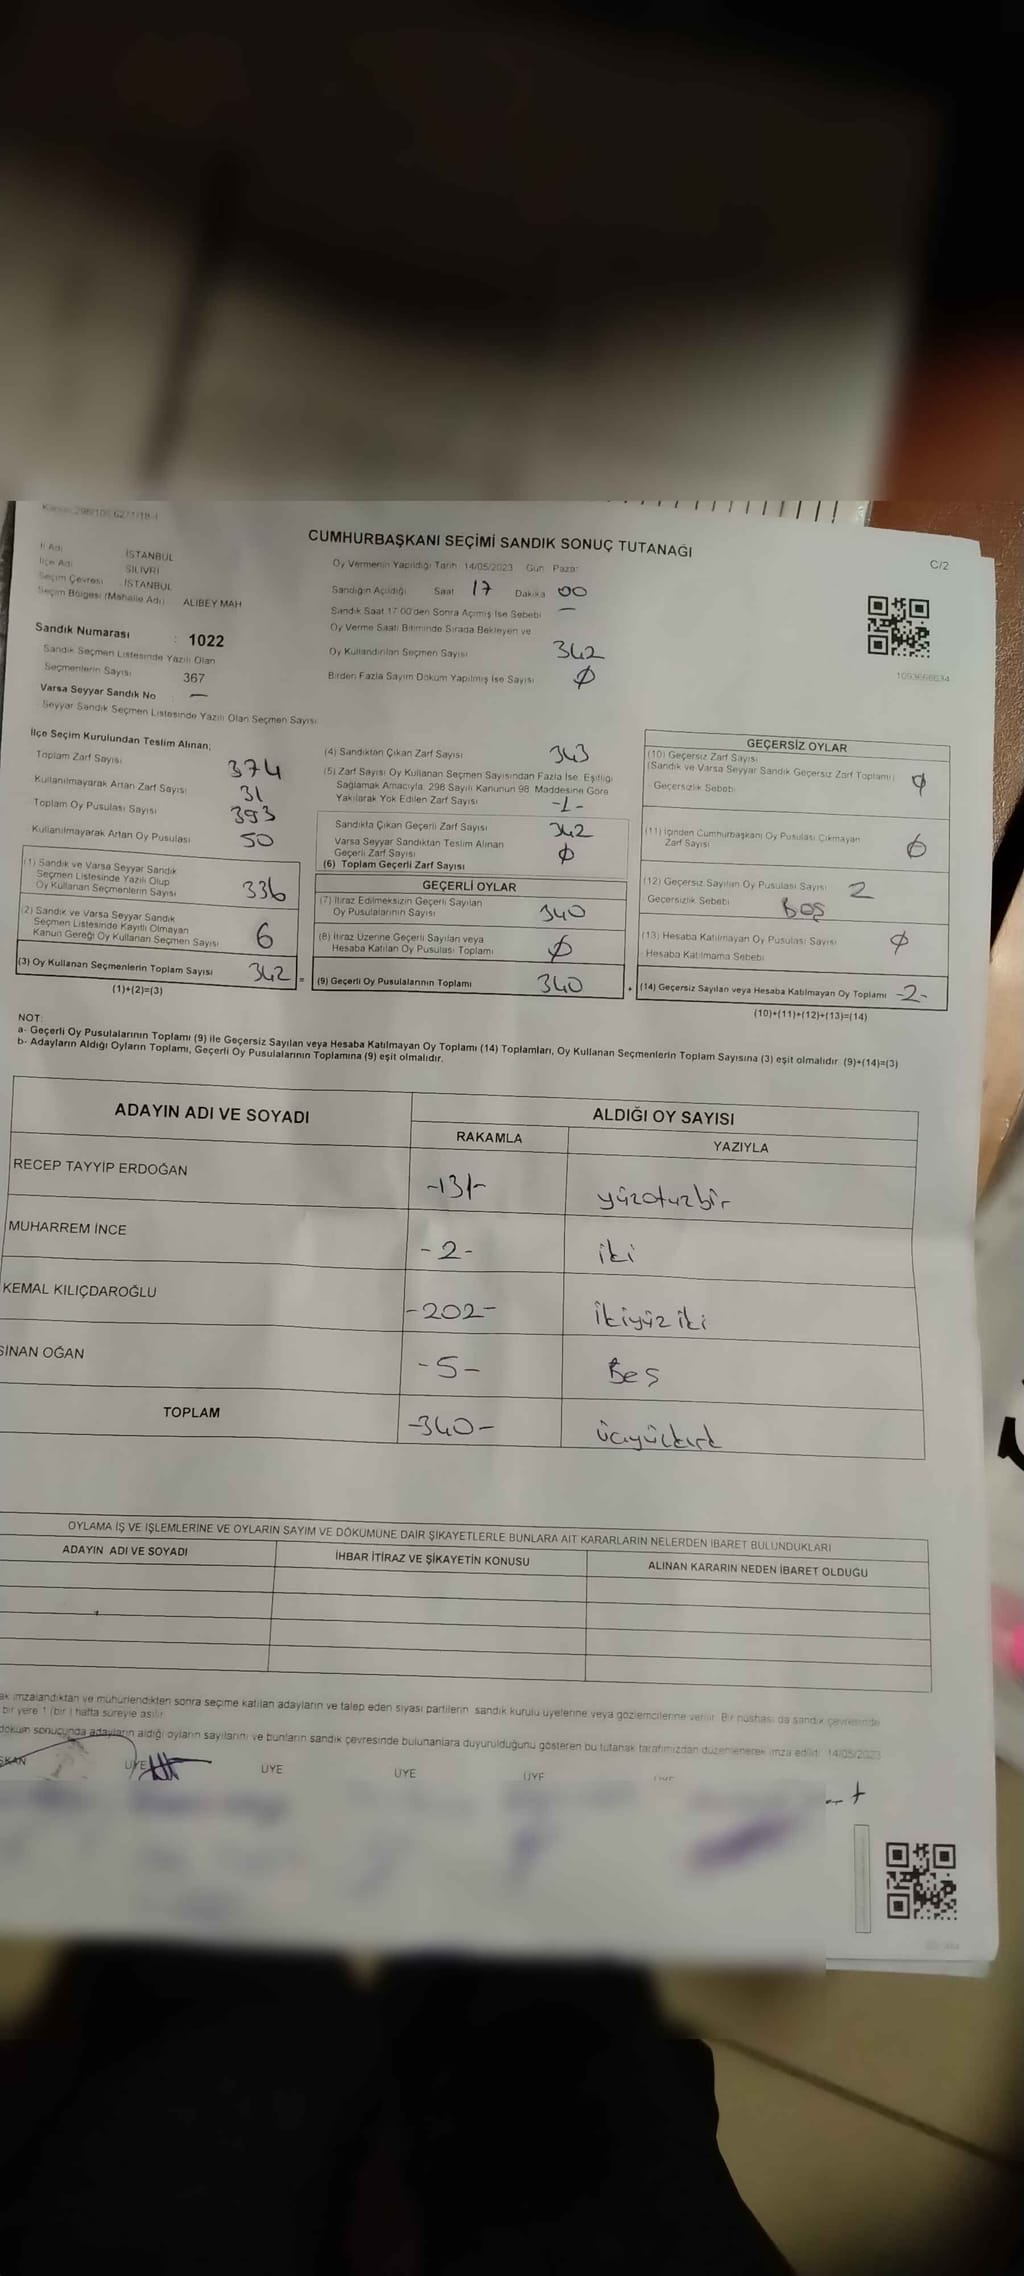 CUMHURBAŞKANI SEÇİMİ SANDIK SONUÇ TUTANAĞI
C/2
İl Adı İSTANBUL
İlçe Adı SİLİVRİ
Seçim Çevresi İSTANBUL
Seçim Bölgesi (Mahalle Adı) ALİBEY MAH
Sandık Numarası : 1022
Sandık Seçmen Listesinde Yazılı Olan
Seçmenlerin Sayısı 367
Varsa Seyyar Sandık No —
Seyyar Sandık Seçmen Listesinde Yazılı Olan Seçmen Sayısı
Oy Vermenin Yapıldığı Tarih 14/05/2023 Gün Pazar
Sandığın Açıldığı Saat 17 Dakika 00
Sandık Saat 17:00'den Sonra Açılmış İse Sebebi —
Oy Verme Saati Bitiminde Sırada Bekleyen ve
Oy Kullandırılan Seçmen Sayısı 342
Birden Fazla Sayım Döküm Yapılmış İse Sayısı Ø
1093666634
İlçe Seçim Kurulundan Teslim Alınan;
Toplam Zarf Sayısı 374
Kullanılmayarak Artan Zarf Sayısı 31
Toplam Oy Pusulası Sayısı 393
Kullanılmayarak Artan Oy Pusulası 50
(1) Sandık ve Varsa Seyyar Sandık
Seçmen Listesinde Yazılı Olup
Oy Kullanan Seçmenlerin Sayısı 336
(2) Sandık ve Varsa Seyyar Sandık
Seçmen Listesinde Kayıtlı Olmayan
Kanun Gereği Oy Kullanan Seçmen Sayısı 6
(3) Oy Kullanan Seçmenlerin Toplam Sayısı 342 =
(1)+(2)=(3)
(4) Sandıktan Çıkan Zarf Sayısı 343
(5) Zarf Sayısı Oy Kullanan Seçmen Sayısından Fazla İse, Eşitliği
Sağlamak Amacıyla, 298 Sayılı Kanunun 98. Maddesine Göre
Yakılarak Yok Edilen Zarf Sayısı -1-
Sandıkta Çıkan Geçerli Zarf Sayısı 342
Varsa Seyyar Sandıktan Teslim Alınan
Geçerli Zarf Sayısı Ø
(6) Toplam Geçerli Zarf Sayısı
GEÇERLİ OYLAR
(7) İtiraz Edilmeksizin Geçerli Sayılan
Oy Pusulalarının Sayısı 340
(8) İtiraz Üzerine Geçerli Sayılan veya
Hesaba Katılan Oy Pusulası Toplamı Ø
(9) Geçerli Oy Pusulalarının Toplamı 340 +
GEÇERSİZ OYLAR
(10) Geçersiz Zarf Sayısı
(Sandık ve Varsa Seyyar Sandık Geçersiz Zarf Toplamı) Ø
Geçersizlik Sebebi
(11) İçinden Cumhurbaşkanı Oy Pusulası Çıkmayan
Zarf Sayısı Ø
(12) Geçersiz Sayılan Oy Pusulası Sayısı 2
Geçersizlik Sebebi BOŞ
(13) Hesaba Katılmayan Oy Pusulası Sayısı Ø
Hesaba Katılmama Sebebi
(14) Geçersiz Sayılan veya Hesaba Katılmayan Oy Toplamı -2-
(10)+(11)+(12)+(13)=(14)
NOT:
a- Geçerli Oy Pusulalarının Toplamı (9) ile Geçersiz Sayılan veya Hesaba Katılmayan Oy Toplamı (14) Toplamları, Oy Kullanan Seçmenlerin Toplam Sayısına (3) eşit olmalıdır. (9)+(14)=(3)
b- Adayların Aldığı Oyların Toplamı, Geçerli Oy Pusulalarının Toplamına (9) eşit olmalıdır.
ADAYIN ADI VE SOYADI ALDIĞI OY SAYISI
RAKAMLA YAZIYLA
RECEP TAYYİP ERDOĞAN -131- yüzotuzbir
MUHARREM İNCE -2- iki
KEMAL KILIÇDAROĞLU -202- ikiyüz iki
SİNAN OĞAN -5- Beş
TOPLAM -340- üçyüzkırk
OYLAMA İŞ VE İŞLEMLERİNE VE OYLARIN SAYIM VE DÖKÜMÜNE DAİR ŞİKAYETLERLE BUNLARA AİT KARARLARIN NELERDEN İBARET BULUNDUKLARI
ADAYIN ADI VE SOYADI İHBAR İTİRAZ VE ŞİKAYETİN KONUSU ALINAN KARARIN NEDEN İBARET OLDUĞU
imzalandıktan ve mühürlendikten sonra seçime katılan adayların ve talep eden siyasi partilerin sandık kurulu üyelerine veya gözlemcilerine verilir. Bir nüshası da sandık çevresinde
bir yere 1 (bir) hafta süreyle asılır.
döküm sonucunda adayların aldığı oyların sayılarını ve bunların sandık çevresinde bulunanlara duyurulduğunu gösteren bu tutanak tarafımızdan düzenlenerek imza edildi. 14/05/2023
ÜYE ÜYE ÜYE ÜYE